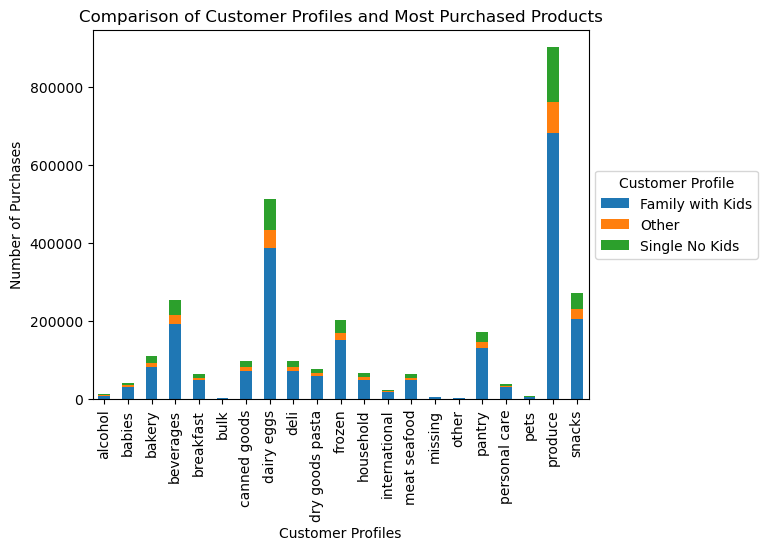 Comparison of Customer Profiles and Most Purchased Products
Number of Purchases
800000
600000
400000
200000
0
alcohol
babies
bakery
beverages
breakfast
bulk
canned goods
dairy eggs
deli
dry goods pasta
frozen
household
international
meat seafood
missing
other
pantry
personal care
pets
produce
snacks
Customer Profiles
Customer Profile
Family with Kids
Other
Single No Kids